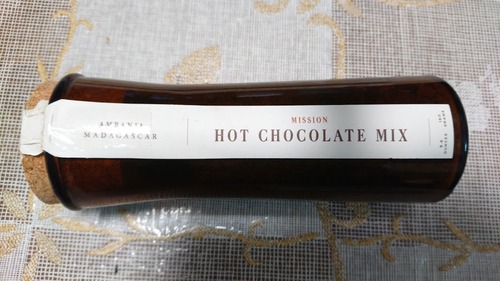 AMBANJA
MADAGASCAR
MISSION
HOT CHOCOLATE MIX